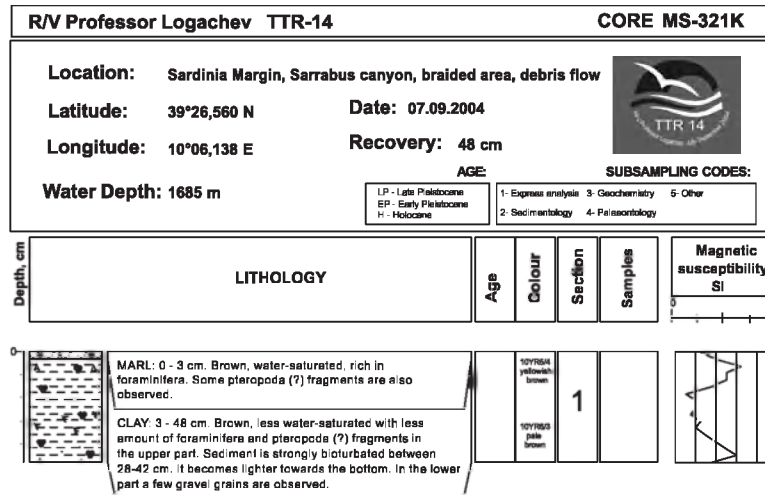 R/V Professor Logachev TTR-14
CORE MS-321K
Location: Sardinia Margin, Sarrabus canyon, braided area, debris flow
Latitude: 39°26,560 N
Date: 07.09.2004
Longitude: 10°06,138 E
Recovery: 48 cm
Water Depth: 1685 m
TTR 14
AGE:
LP - Late Pleistocene
EP - Early Pleistocene
H - Holocene
SUBSAMPLING CODES:
1- Express analysis 3- Geochemistry 5- Other
2- Sedimentology 4- Palaeontology
Depth, cm
LITHOLOGY
Age
Colour
Section
Samples
Magnetic
susceptibility
SI
0
0
MARL: 0 - 3 cm. Brown, water-saturated, rich in
foraminifera. Some pteropoda (?) fragments are also
observed.
CLAY: 3 - 48 cm. Brown, less water-saturated with less
amount of foraminifera and pteropoda (?) fragments in
the upper part. Sediment is strongly bioturbated between
28-42 cm. It becomes lighter towards the bottom. In the lower
part a few gravel grains are observed.
10YR5/4
yellowish
brown
10YR6/3
pale
brown
1